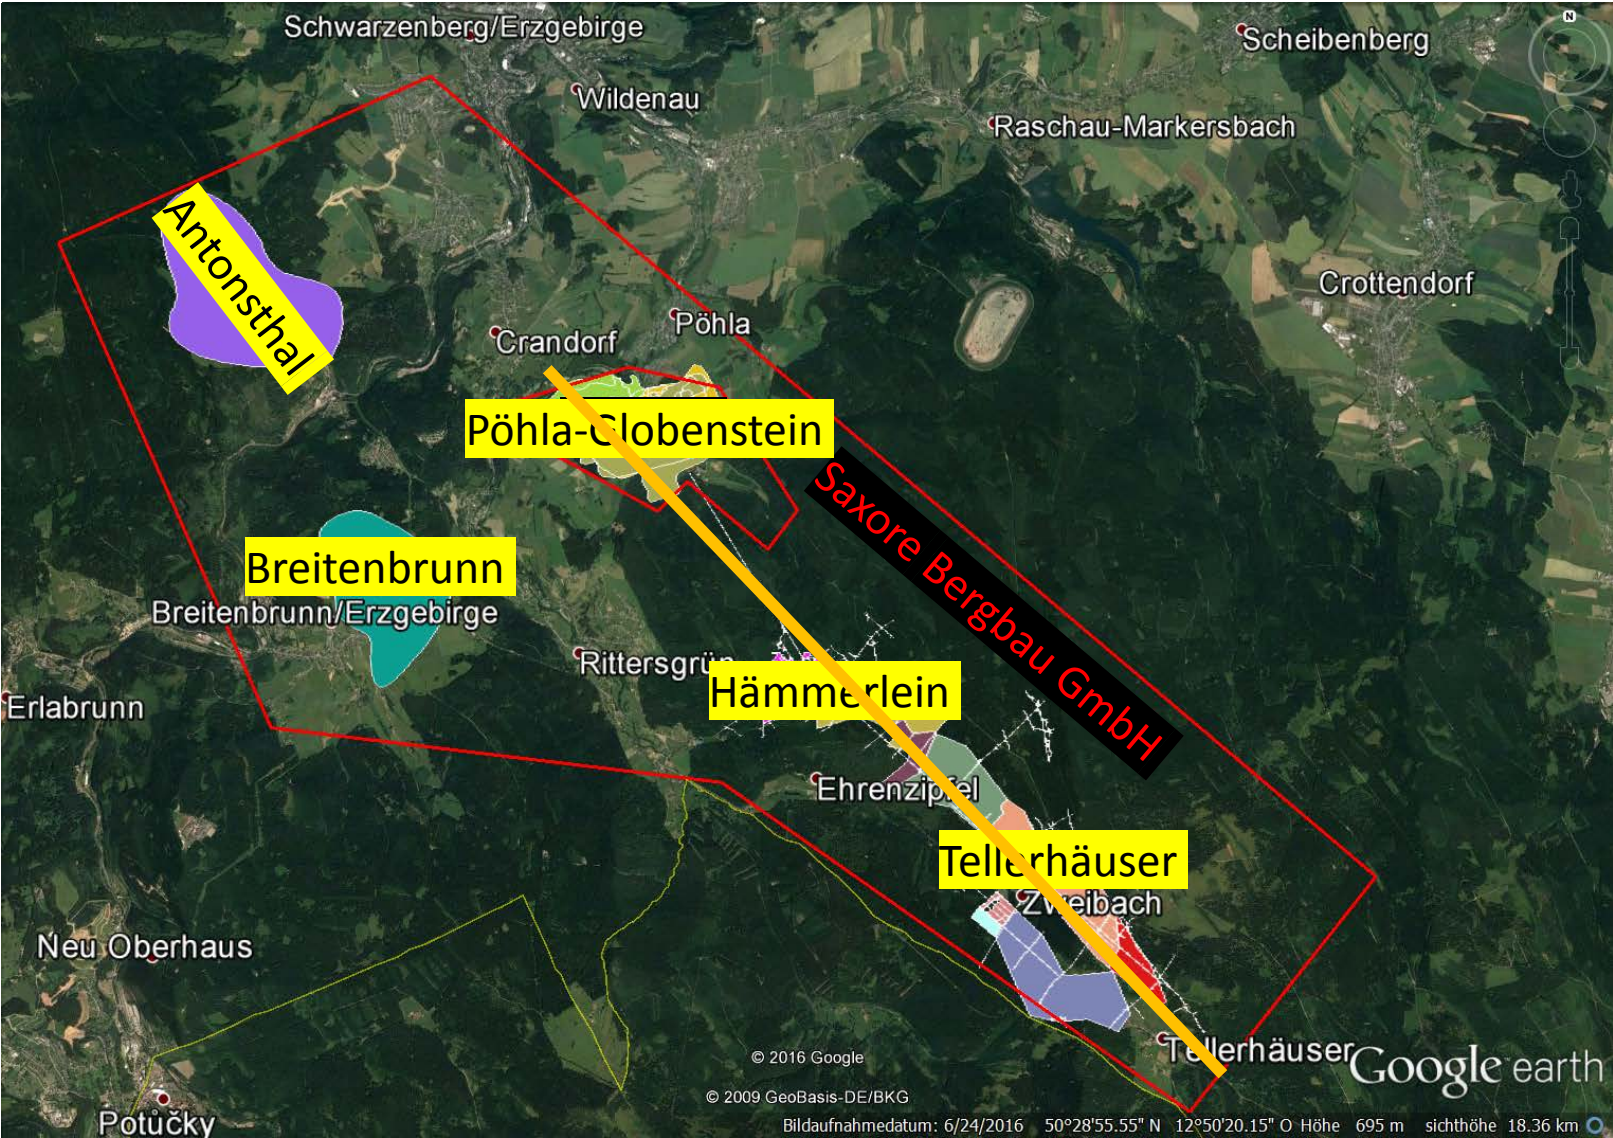 Schwarzenberg/Erzgebirge
Scheibenberg
N
Wildenau
Raschau-Markersbach
Antonsthal
Crottendorf
Pöhla
Crandorf
Pöhla-Globenstein
Saxore Bergbau GmbH
Breitenbrunn
Breitenbrunn/Erzgebirge
Rittersgrün
Hämmerlein
Erlabrunn
Ehrenzipfel
Tellerhäuser
Zweibach
Neu Oberhaus
Tellerhäuser
© 2016 Google
Google earth
© 2009 GeoBasis-DE/BKG
Potůčky
Bildaufnahmedatum: 6/24/2016 50°28'55.55" N 12°50'20.15" O Höhe 695 m sichthöhe 18.36 km